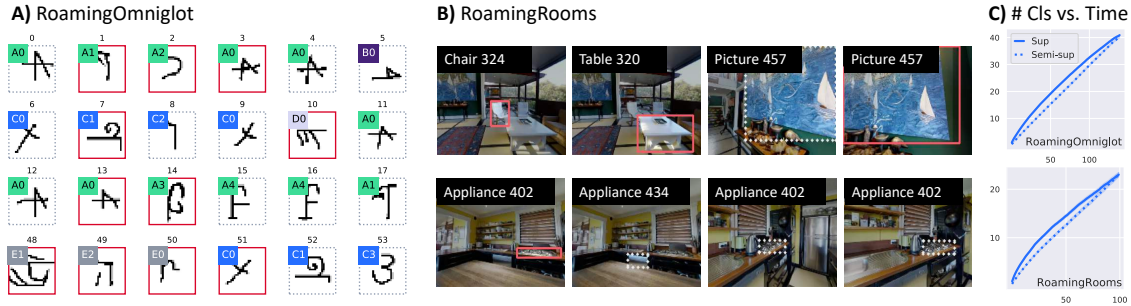 A) RoamingOmniglot
0 1 2 3 4 5
A0 A1 A2 A0 A0 B0
6 7 8 9 10 11
C0 C1 C2 C0 D0 A0
12 13 14 15 16 17
A0 A0 A3 A4 A4 A1
48 49 50 51 52 53
E1 E2 E0 C0 C1 C3
B) RoamingRooms
Chair 324 Table 320 Picture 457 Picture 457
Appliance 402 Appliance 434 Appliance 402 Appliance 402
C) # Cls vs. Time
40
30
20
10
Sup
Semi-sup
RoamingOmniglot
50 100
20
10
RoamingRooms
50 100